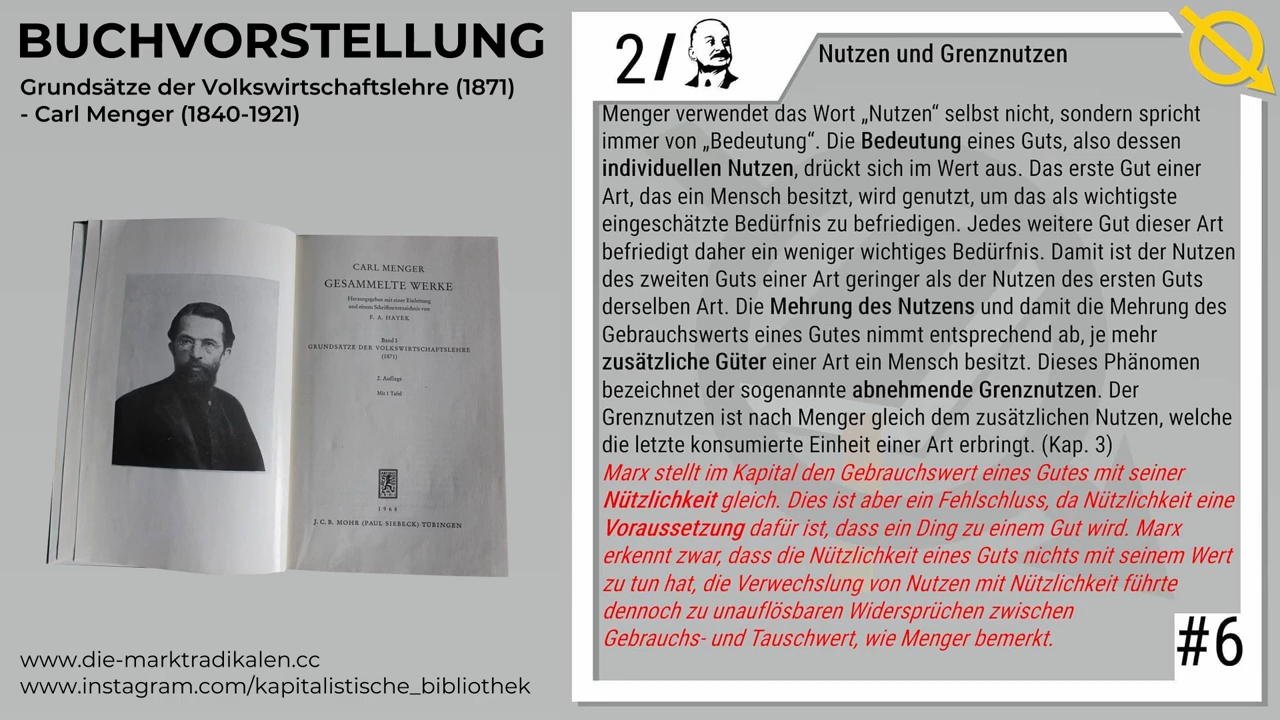 BUCHVORSTELLUNG
Grundsätze der Volkswirtschaftslehre (1871)
- Carl Menger (1840-1921)
CARL MENGER
GESAMMELTE WERKE
Herausgegeben mit einer Einleitung
und einem Schriftenverzeichnis von
F. A. HAYEK
Band I
GRUNDSÄTZE DER VOLKSWIRTSCHAFTSLEHRE
(1871)
2. Auflage
Mit 1 Tafel
1968
J. C. B. MOHR (PAUL SIEBECK) TÜBINGEN
www.die-marktradikalen.cc
www.instagram.com/kapitalistische_bibliothek
2/
Nutzen und Grenznutzen
Menger verwendet das Wort „Nutzen“ selbst nicht, sondern spricht
immer von „Bedeutung“. Die Bedeutung eines Guts, also dessen
individuellen Nutzen, drückt sich im Wert aus. Das erste Gut einer
Art, das ein Mensch besitzt, wird genutzt, um das als wichtigste
eingeschätzte Bedürfnis zu befriedigen. Jedes weitere Gut dieser Art
befriedigt daher ein weniger wichtiges Bedürfnis. Damit ist der Nutzen
des zweiten Guts einer Art geringer als der Nutzen des ersten Guts
derselben Art. Die Mehrung des Nutzens und damit die Mehrung des
Gebrauchswerts eines Gutes nimmt entsprechend ab, je mehr
zusätzliche Güter einer Art ein Mensch besitzt. Dieses Phänomen
bezeichnet der sogenannte abnehmende Grenznutzen. Der
Grenznutzen ist nach Menger gleich dem zusätzlichen Nutzen, welche
die letzte konsumierte Einheit einer Art erbringt. (Kap. 3)
Marx stellt im Kapital den Gebrauchswert eines Gutes mit seiner
Nützlichkeit gleich. Dies ist aber ein Fehlschluss, da Nützlichkeit eine
Voraussetzung dafür ist, dass ein Ding zu einem Gut wird. Marx
erkennt zwar, dass die Nützlichkeit eines Guts nichts mit seinem Wert
zu tun hat, die Verwechslung von Nutzen mit Nützlichkeit führte
dennoch zu unauflösbaren Widersprüchen zwischen
Gebrauchs- und Tauschwert, wie Menger bemerkt.
#6